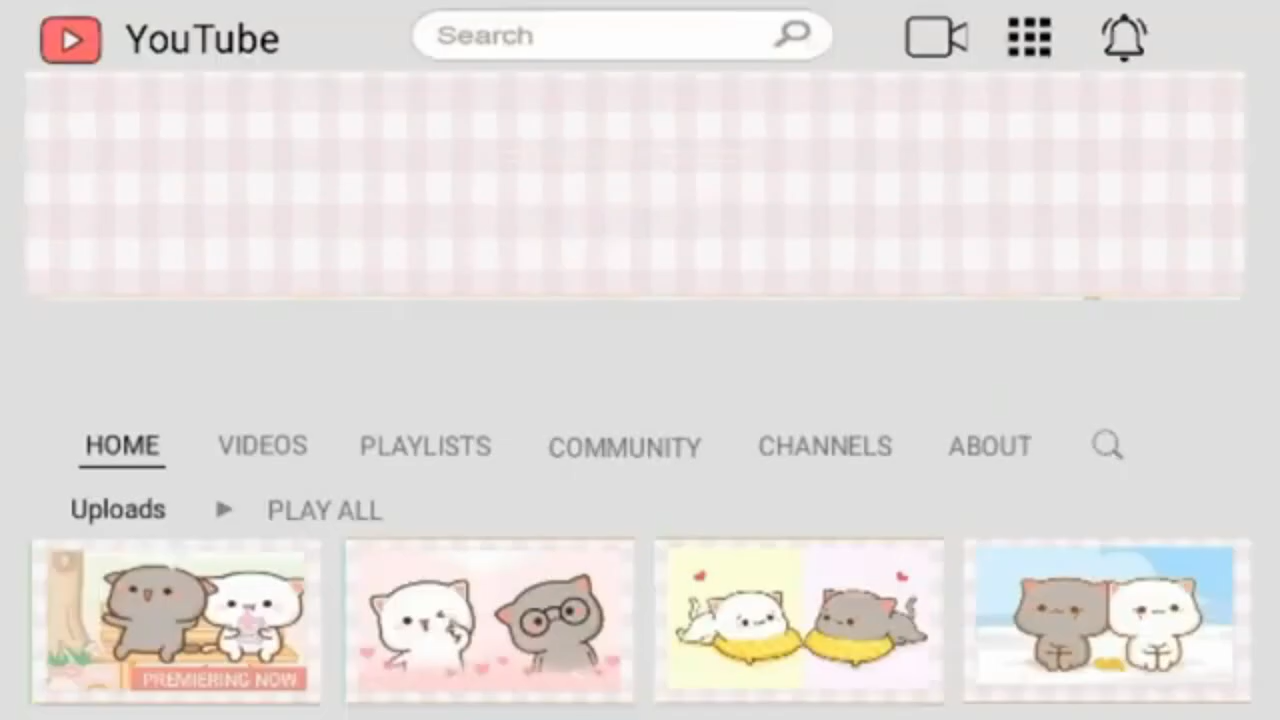 YouTube Search
HOME VIDEOS PLAYLISTS COMMUNITY CHANNELS ABOUT
Uploads PLAY ALL
PREMIERING NOW